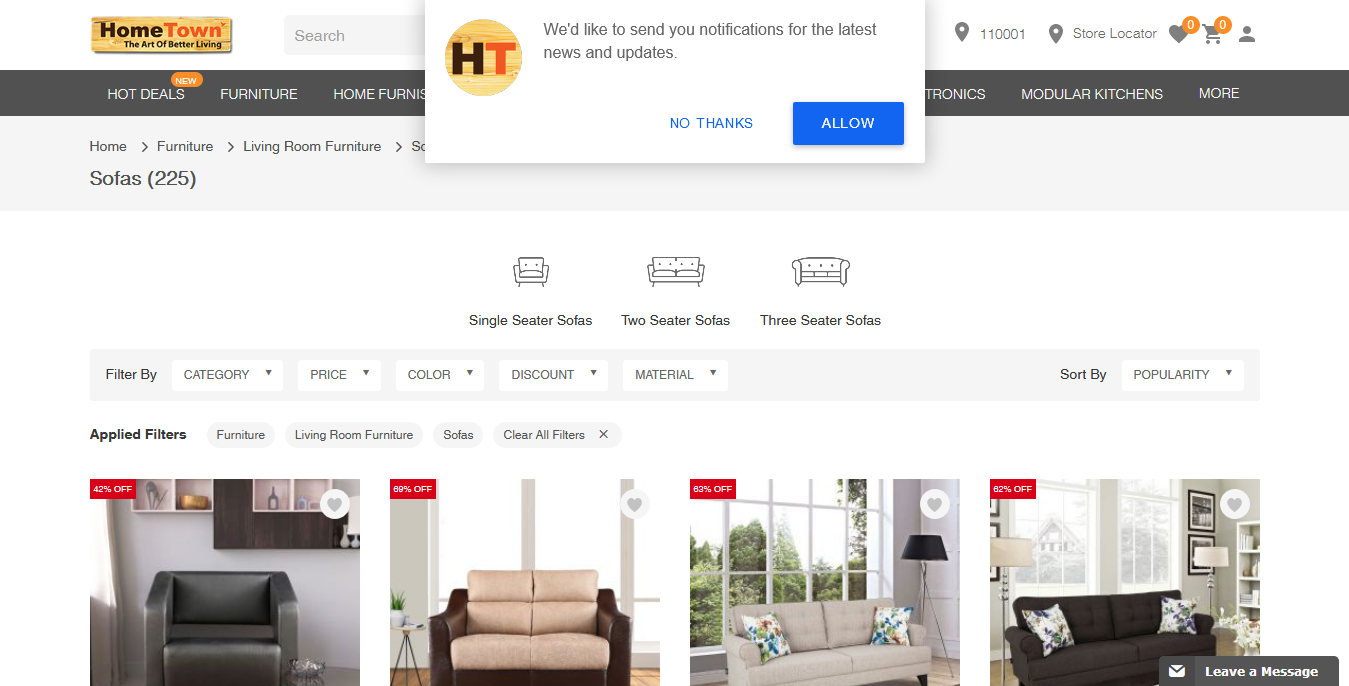 HomeTown
The Art Of Better Living
Search
HT
We'd like to send you notifications for the latest
news and updates.
NO THANKS
ALLOW
110001
Store Locator
0
0
NEW
HOT DEALS
FURNITURE
HOME FURNIS
TRONICS
MODULAR KITCHENS
MORE
Home
Furniture
Living Room Furniture
So
Sofas (225)
Single Seater Sofas
Two Seater Sofas
Three Seater Sofas
Filter By
CATEGORY
PRICE
COLOR
DISCOUNT
MATERIAL
Sort By
POPULARITY
Applied Filters
Furniture
Living Room Furniture
Sofas
Clear All Filters
42% OFF
69% OFF
63% OFF
62% OFF
Leave a Message